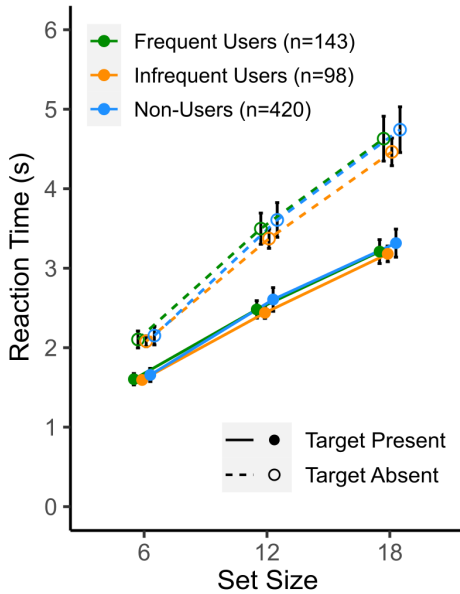 6
Frequent Users (n=143)
Infrequent Users (n=98)
Non-Users (n=420)
5
4
3
2
1
0
Reaction Time (s)
Target Present
Target Absent
6 12 18
Set Size